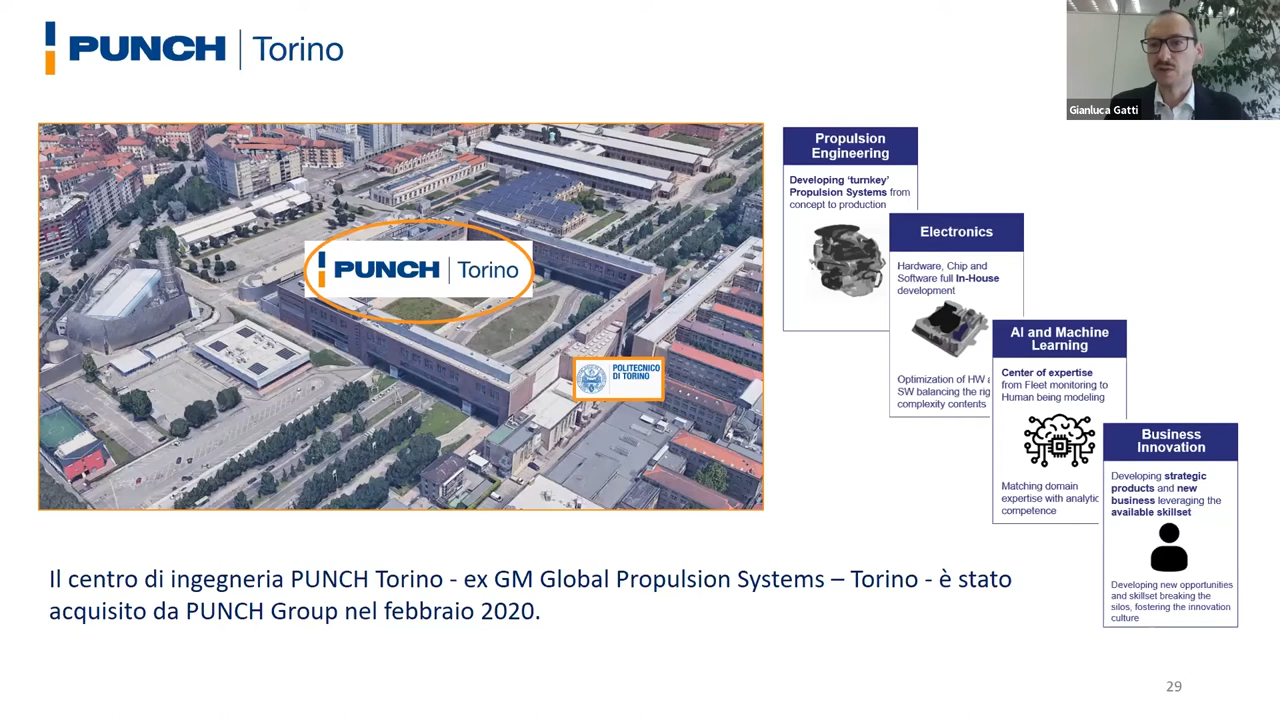 PUNCH Torino
Gianluca Gatti
PUNCH Torino
POLITECNICO
DI TORINO
Propulsion
Engineering
Developing ‘turnkey’
Propulsion Systems from
concept to production
Electronics
Hardware, Chip and
Software full In-House
development
Optimization of HW
SW balancing the
complexity contents
AI and Machine
Learning
Center of expertise
from Fleet monitoring to
Human being modeling
Matching domain
expertise with
competence
Business
Innovation
Developing strategic
products and new
business leveraging the
available skillset
Developing new opportunities
and skillset breaking the
silos, fostering the innovation
culture
Il centro di ingegneria PUNCH Torino - ex GM Global Propulsion Systems – Torino - è stato
acquisito da PUNCH Group nel febbraio 2020.
29